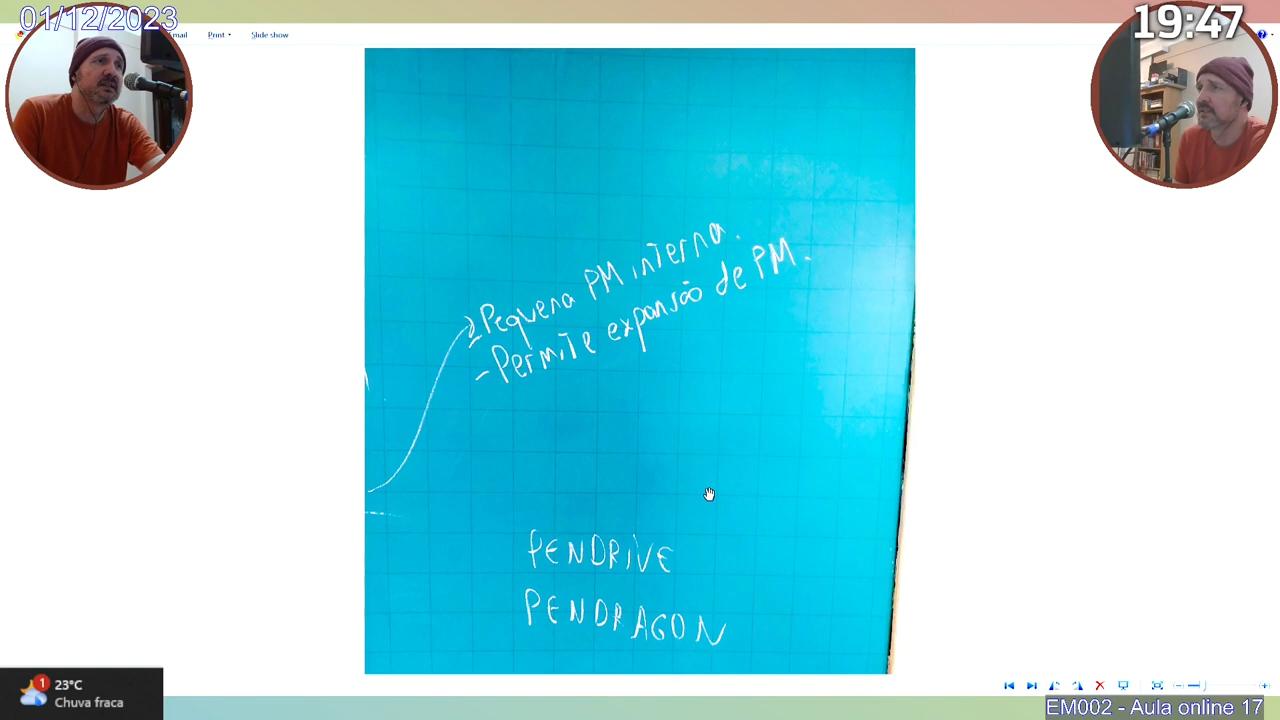 01/12/2023
19:47
mail
Print
Slide show
Pequena PM interna.
- Permite expansão de PM.
PENDRIVE
PENDRAGON
1
23°C
Chuva fraca
EM002 - Aula online 17